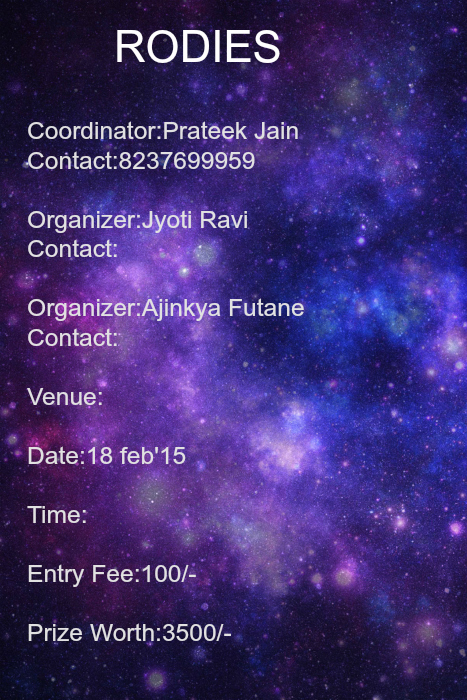 RODIES
Coordinator:Prateek Jain
Contact:8237699959
Organizer:Jyoti Ravi
Contact:
Organizer:Ajinkya Futane
Contact:
Venue:
Date:18 feb'15
Time:
Entry Fee:100/-
Prize Worth:3500/-